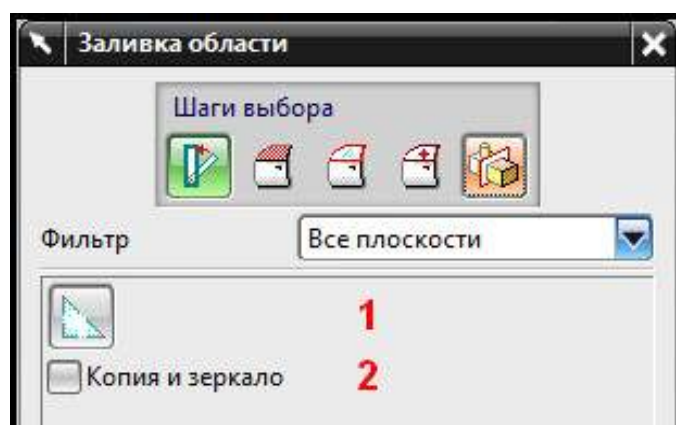 Заливка области
Шаги выбора
Фильтр Все плоскости
1
Копия и зеркало 2